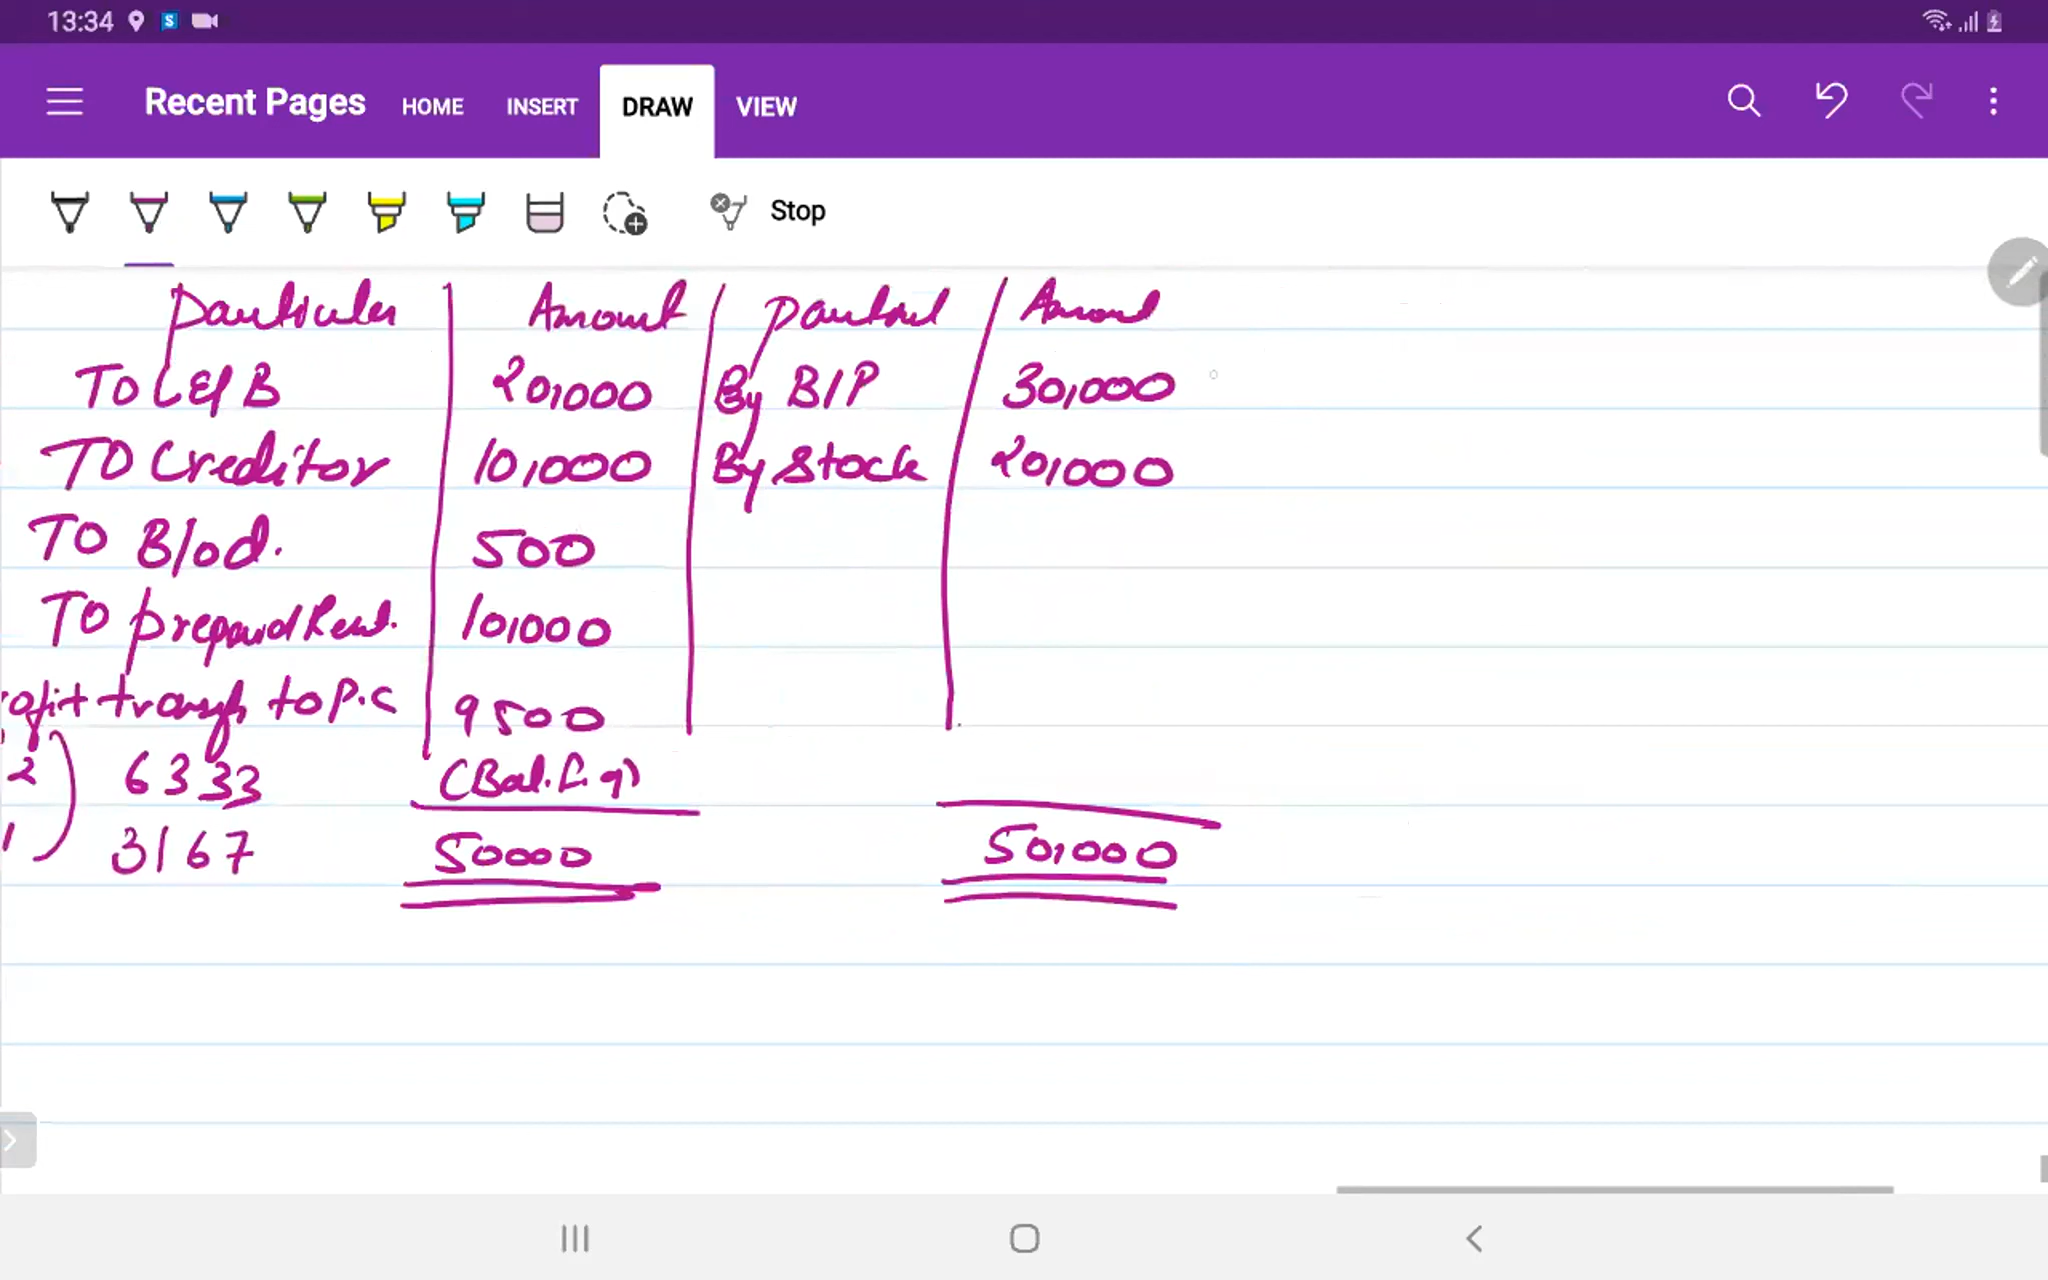 13:34
Recent Pages HOME INSERT DRAW VIEW
Stop
Particular Amount Amount
To L & B 20,000 By B/P 30,000
To Creditor 10,000 By Stock 20,000
To B/od. 500
To prepaid Rent. 10,000
rofit transf to P.C 9500
2 6333 (Bal. f. g)
1 3167 50000 50,000